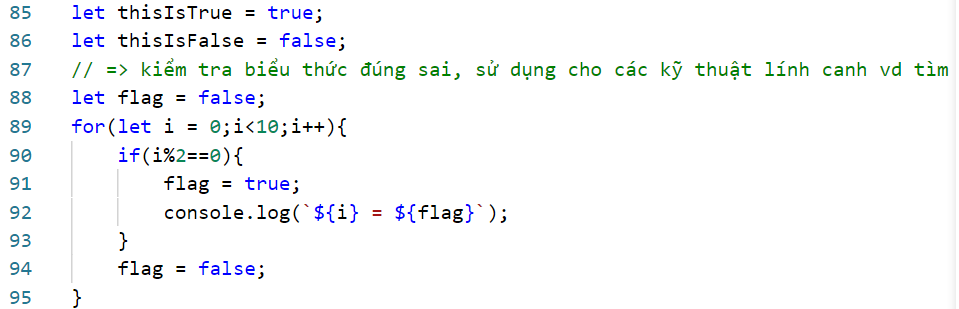 85 let thisIsTrue = true;
86 let thisIsFalse = false;
87 // => kiểm tra biểu thức đúng sai, sử dụng cho các kỹ thuật lính canh vd tìm
88 let flag = false;
89 for(let i = 0;i<10;i++){
90 if(i%2==0){
91 flag = true;
92 console.log(`${i} = ${flag}`);
93 }
94 flag = false;
95 }